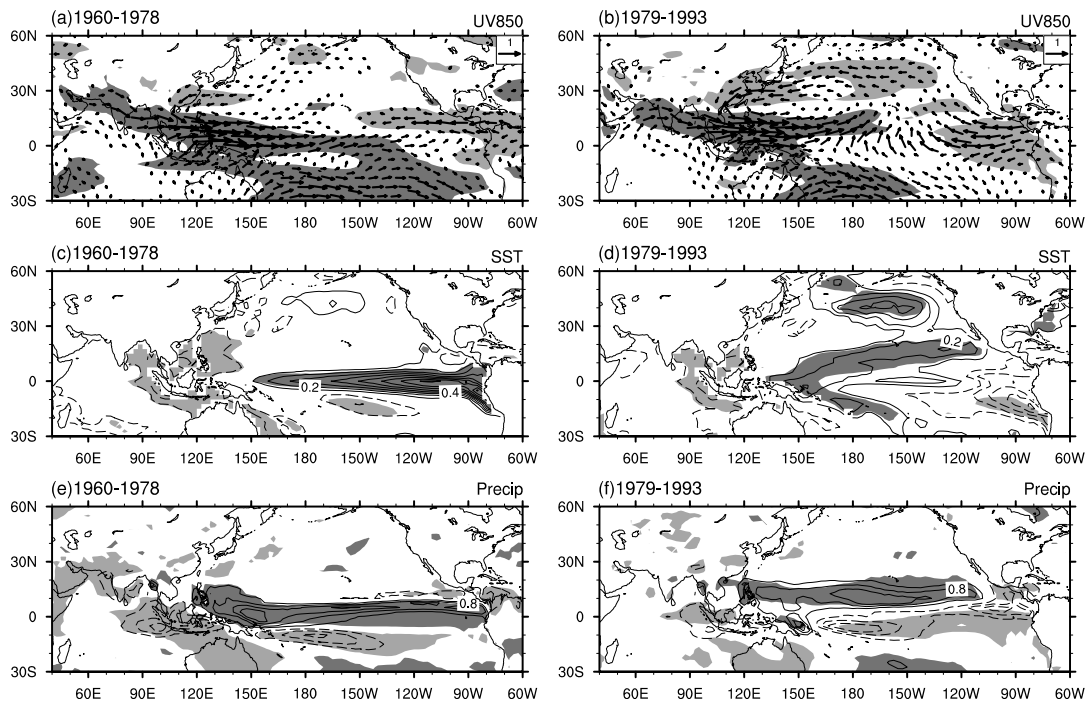 (a)1960-1978 UV850 (b)1979-1993 UV850
60N 1 60N 1
30N 30N
0 0
30S 30S
60E 90E 120E 150E 180 150W 120W 90W 60W 60E 90E 120E 150E 180 150W 120W 90W 60W
(c)1960-1978 SST (d)1979-1993 SST
60N 60N
30N 30N
0.2
0 0.2 0.4 0
30S 30S
60E 90E 120E 150E 180 150W 120W 90W 60W 60E 90E 120E 150E 180 150W 120W 90W 60W
(e)1960-1978 Precip (f)1979-1993 Precip
60N 60N
30N 30N
0.8 0.8
0 0
30S 30S
60E 90E 120E 150E 180 150W 120W 90W 60W 60E 90E 120E 150E 180 150W 120W 90W 60W